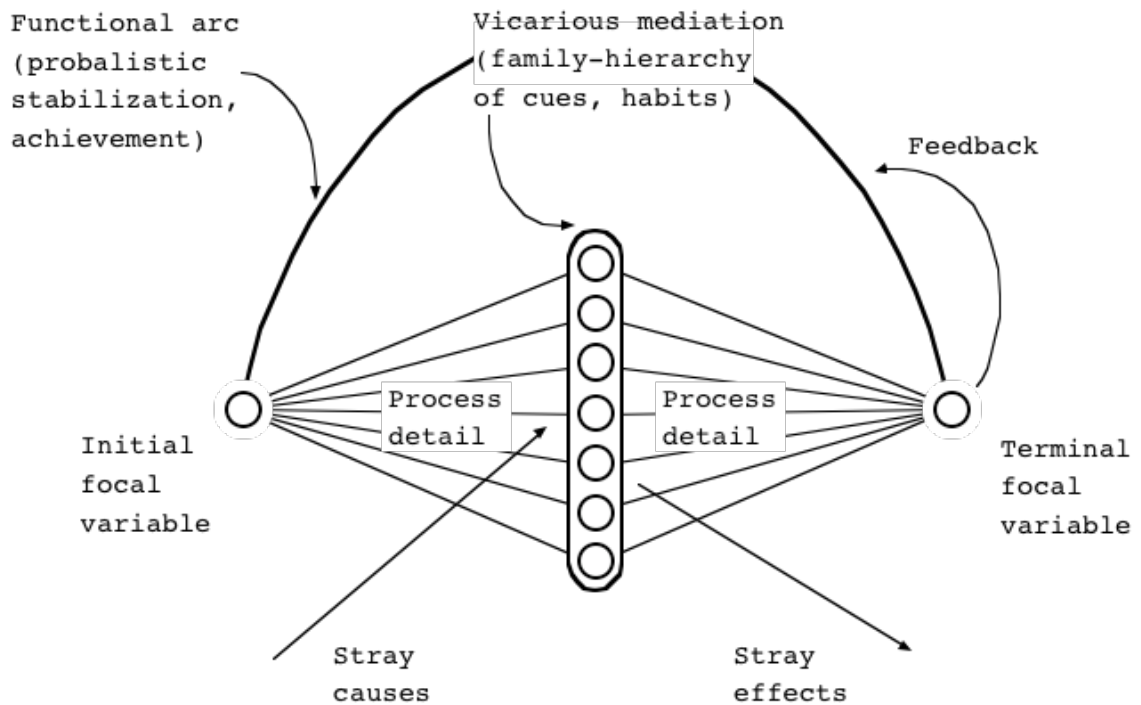 Functional arc
(probalistic
stabilization,
achievement)
Vicarious mediation
(family-hierarchy
of cues, habits)
Feedback
Process
detail
Process
detail
Initial
focal
variable
Terminal
focal
variable
Stray
causes
Stray
effects